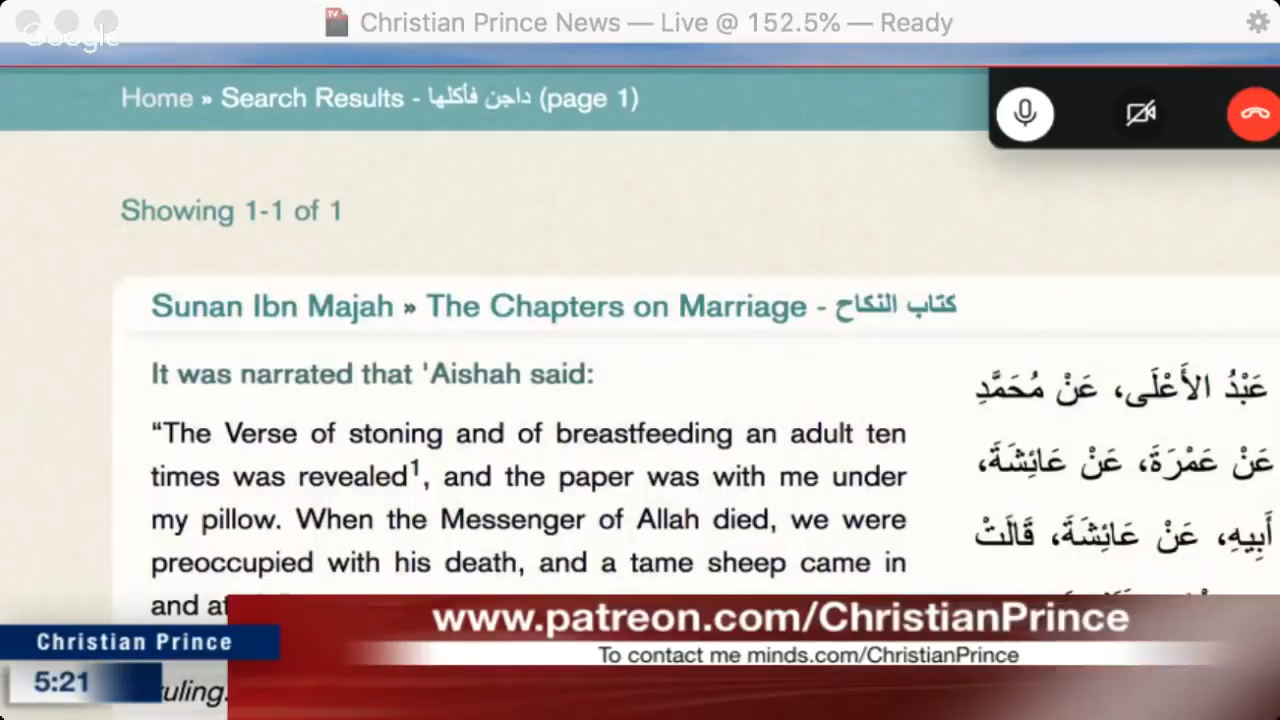 Christian Prince News — Live @ 152.5% — Ready
Google
Home » Search Results - داجن فأكلها (page 1)
Showing 1-1 of 1
Sunan Ibn Majah » The Chapters on Marriage - كتاب النكاح
It was narrated that 'Aishah said:
“The Verse of stoning and of breastfeeding an adult ten
times was revealed¹, and the paper was with me under
my pillow. When the Messenger of Allah died, we were
preoccupied with his death, and a tame sheep came in
and
عَبْدُ الأَعْلَى، عَنْ مُحَمَّدِ
عَنْ عَمْرَةَ، عَنْ عَائِشَةَ،
أَبِيهِ، عَنْ عَائِشَةَ، قَالَتْ
www.patreon.com/ChristianPrince
Christian Prince
To contact me minds.com/ChristianPrince
5:21
uling.